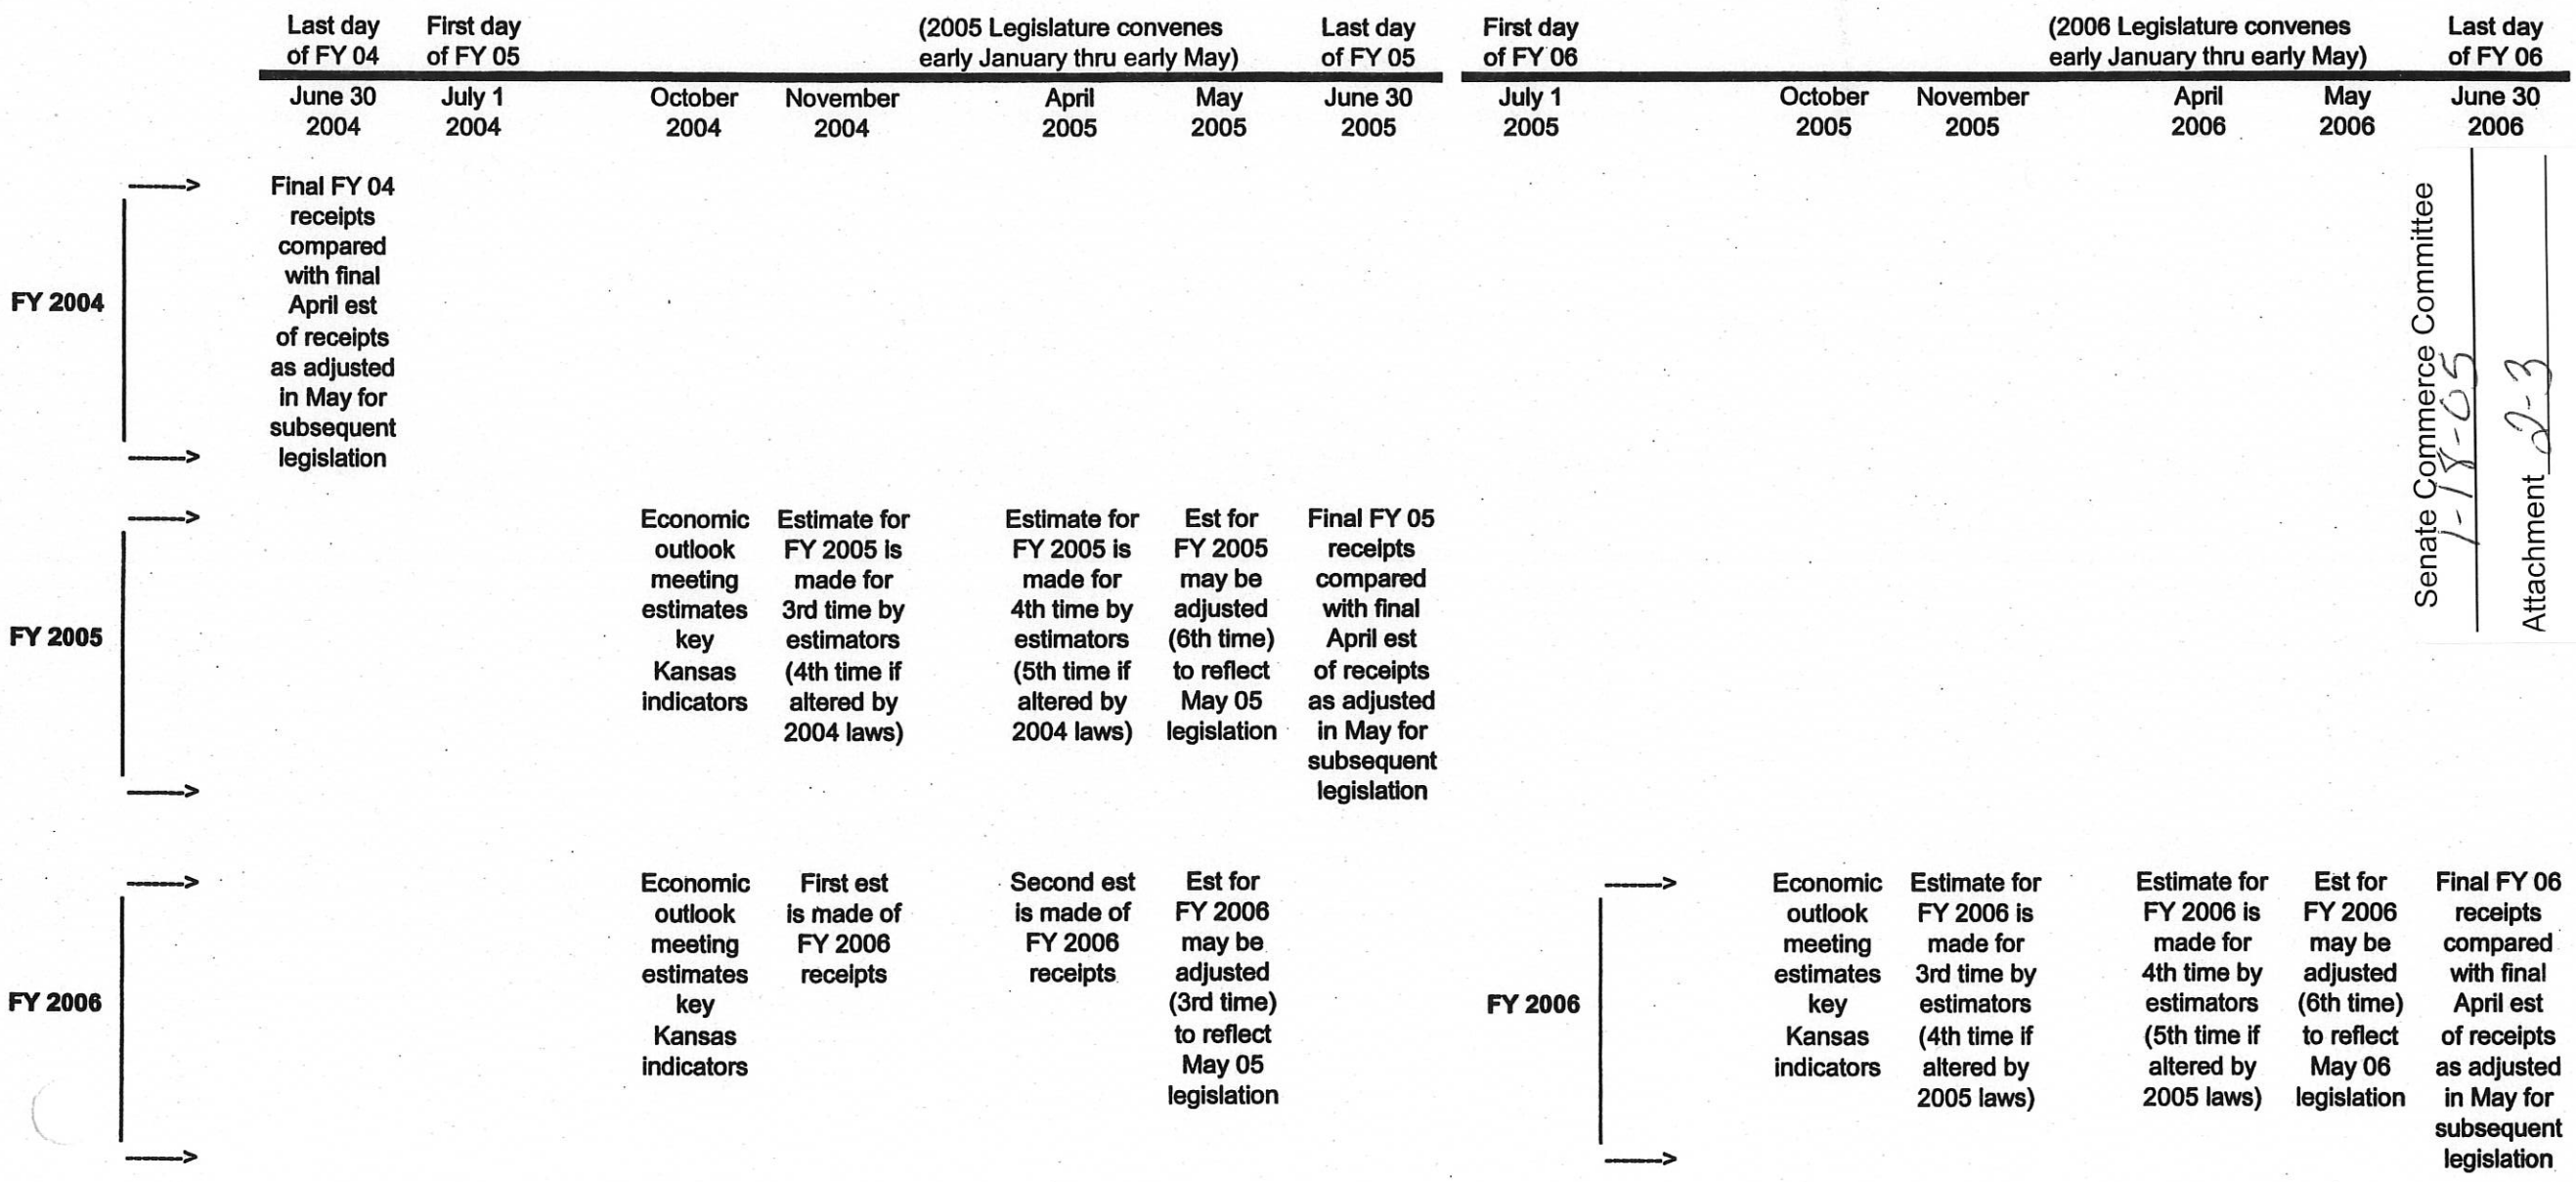 Last day
of FY 04
First day
of FY 05
(2005 Legislature convenes
early January thru early May)
Last day
of FY 05
First day
of FY 06
(2006 Legislature convenes
early January thru early May)
Last day
of FY 06
June 30
2004
July 1
2004
October
2004
November
2004
April
2005
May
2005
June 30
2005
July 1
2005
October
2005
November
2005
April
2006
May
2006
June 30
2006
FY 2004
----->
----->
Final FY 04
receipts
compared
with final
April est
of receipts
as adjusted
in May for
subsequent
legislation
Senate Commerce Committee
1-18-05
Attachment 2-3
FY 2005
----->
----->
Economic
outlook
meeting
estimates
key
Kansas
indicators
Estimate for
FY 2005 is
made for
3rd time by
estimators
(4th time if
altered by
2004 laws)
Estimate for
FY 2005 is
made for
4th time by
estimators
(5th time if
altered by
2004 laws)
Est for
FY 2005
may be
adjusted
(6th time)
to reflect
May 05
legislation
Final FY 05
receipts
compared
with final
April est
of receipts
as adjusted
in May for
subsequent
legislation
FY 2006
----->
----->
Economic
outlook
meeting
estimates
key
Kansas
indicators
First est
is made of
FY 2006
receipts
Second est
is made of
FY 2006
receipts
Est for
FY 2006
may be
adjusted
(3rd time)
to reflect
May 05
legislation
FY 2006
----->
----->
Economic
outlook
meeting
estimates
key
Kansas
indicators
Estimate for
FY 2006 is
made for
3rd time by
estimators
(4th time if
altered by
2005 laws)
Estimate for
FY 2006 is
made for
4th time by
estimators
(5th time if
altered by
2005 laws)
Est for
FY 2006
may be
adjusted
(6th time)
to reflect
May 06
legislation
Final FY 06
receipts
compared
with final
April est
of receipts
as adjusted
in May for
subsequent
legislation